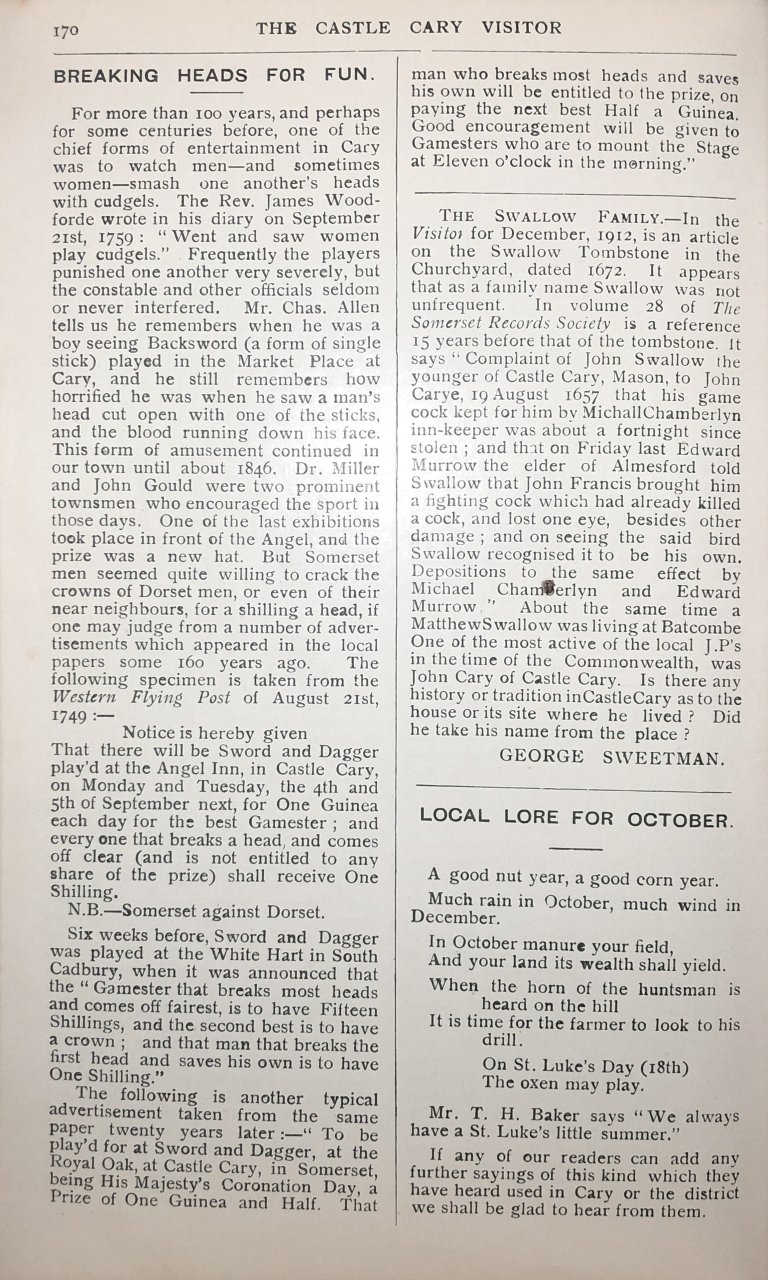 170
THE CASTLE CARY VISITOR
BREAKING HEADS FOR FUN.
For more than 100 years, and perhaps
for some centuries before, one of the
chief forms of entertainment in Cary
was to watch men—and sometimes
women—smash one another's heads
with cudgels. The Rev. James Wood-
forde wrote in his diary on September
21st, 1759 : "Went and saw women
play cudgels." Frequently the players
punished one another very severely, but
the constable and other officials seldom
or never interfered. Mr. Chas. Allen
tells us he remembers when he was a
boy seeing Backsword (a form of single
stick) played in the Market Place at
Cary, and he still remembers how
horrified he was when he saw a man's
head cut open with one of the sticks,
and the blood running down his face.
This form of amusement continued in
our town until about 1846. Dr. Miller
and John Gould were two prominent
townsmen who encouraged the sport in
those days. One of the last exhibitions
took place in front of the Angel, and the
prize was a new hat. But Somerset
men seemed quite willing to crack the
crowns of Dorset men, or even of their
near neighbours, for a shilling a head, if
one may judge from a number of adver-
tisements which appeared in the local
papers some 160 years ago. The
following specimen is taken from the
Western Flying Post of August 21st,
1749 :—
Notice is hereby given
That there will be Sword and Dagger
play'd at the Angel Inn, in Castle Cary,
on Monday and Tuesday, the 4th and
5th of September next, for One Guinea
each day for the best Gamester ; and
every one that breaks a head, and comes
off clear (and is not entitled to any
share of the prize) shall receive One
Shilling.
N.B.—Somerset against Dorset.
Six weeks before, Sword and Dagger
was played at the White Hart in South
Cadbury, when it was announced that
the "Gamester that breaks most heads
and comes off fairest, is to have Fifteen
Shillings, and the second best is to have
a crown ; and that man that breaks the
first head and saves his own is to have
One Shilling."
The following is another typical
advertisement taken from the same
paper twenty years later :—" To be
play'd for at Sword and Dagger, at the
Royal Oak, at Castle Cary, in Somerset,
being His Majesty's Coronation Day, a
Prize of One Guinea and Half. That
man who breaks most heads and saves
his own will be entitled to the prize, on
paying the next best Half a Guinea.
Good encouragement will be given to
Gamesters who are to mount the Stage
at Eleven o'clock in the morning."
THE SWALLOW FAMILY.—In the
Visitor for December, 1912, is an article
on the Swallow Tombstone in the
Churchyard, dated 1672. It appears
that as a family name Swallow was not
unfrequent. In volume 28 of The
Somerset Records Society is a reference
15 years before that of the tombstone. It
says " Complaint of John Swallow the
younger of Castle Cary, Mason, to John
Carye, 19 August 1657 that his game
cock kept for him by Michall Chamberlyn
inn-keeper was about a fortnight since
stolen ; and that on Friday last Edward
Murrow the elder of Almesford told
Swallow that John Francis brought him
a fighting cock which had already killed
a cock, and lost one eye, besides other
damage ; and on seeing the said bird
Swallow recognised it to be his own.
Depositions to the same effect by
Michael Chamberlyn and Edward
Murrow." About the same time a
Matthew Swallow was living at Batcombe
One of the most active of the local J.P's
in the time of the Commonwealth, was
John Cary of Castle Cary. Is there any
history or tradition in Castle Cary as to the
house or its site where he lived ? Did
he take his name from the place ?
GEORGE SWEETMAN.
LOCAL LORE FOR OCTOBER.
A good nut year, a good corn year.
Much rain in October, much wind in
December.
In October manure your field,
And your land its wealth shall yield.
When the horn of the huntsman is
heard on the hill
It is time for the farmer to look to his
drill.
On St. Luke's Day (18th)
The oxen may play.
Mr. T. H. Baker says "We always
have a St. Luke's little summer."
If any of our readers can add any
further sayings of this kind which they
have heard used in Cary or the district
we shall be glad to hear from them.